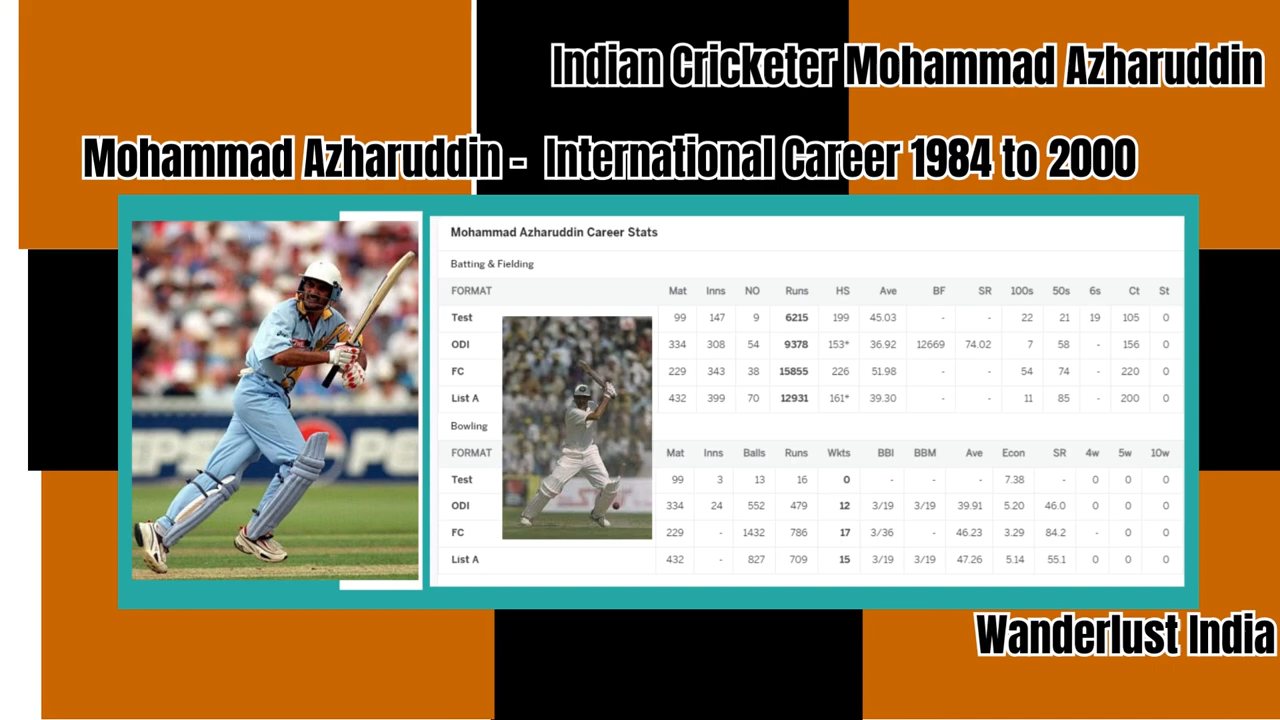 Indian Cricketer Mohammad Azharuddin
Mohammad Azharuddin - International Career 1984 to 2000
Mohammad Azharuddin Career Stats
Batting & Fielding
FORMAT Mat Inns NO Runs HS Ave BF SR 100s 50s 6s Ct St
Test 99 147 9 6215 199 45.03 - - 22 21 19 105 0
ODI 334 308 54 9378 153* 36.92 12669 74.02 7 58 - 156 0
FC 229 343 38 15855 226 51.98 - - 54 74 - 220 0
List A 432 399 70 12931 161* 39.30 - - 11 85 - 200 0
Bowling
FORMAT Mat Inns Balls Runs Wkts BBI BBM Ave Econ SR 4w 5w 10w
Test 99 3 13 16 0 - - - 7.38 - 0 0 0
ODI 334 24 552 479 12 3/19 3/19 39.91 5.20 46.0 0 0 0
FC 229 - 1432 786 17 3/36 - 46.23 3.29 84.2 - 0 0
List A 432 - 827 709 15 3/19 3/19 47.26 5.14 55.1 0 0 0
EPS PE
Wanderlust India